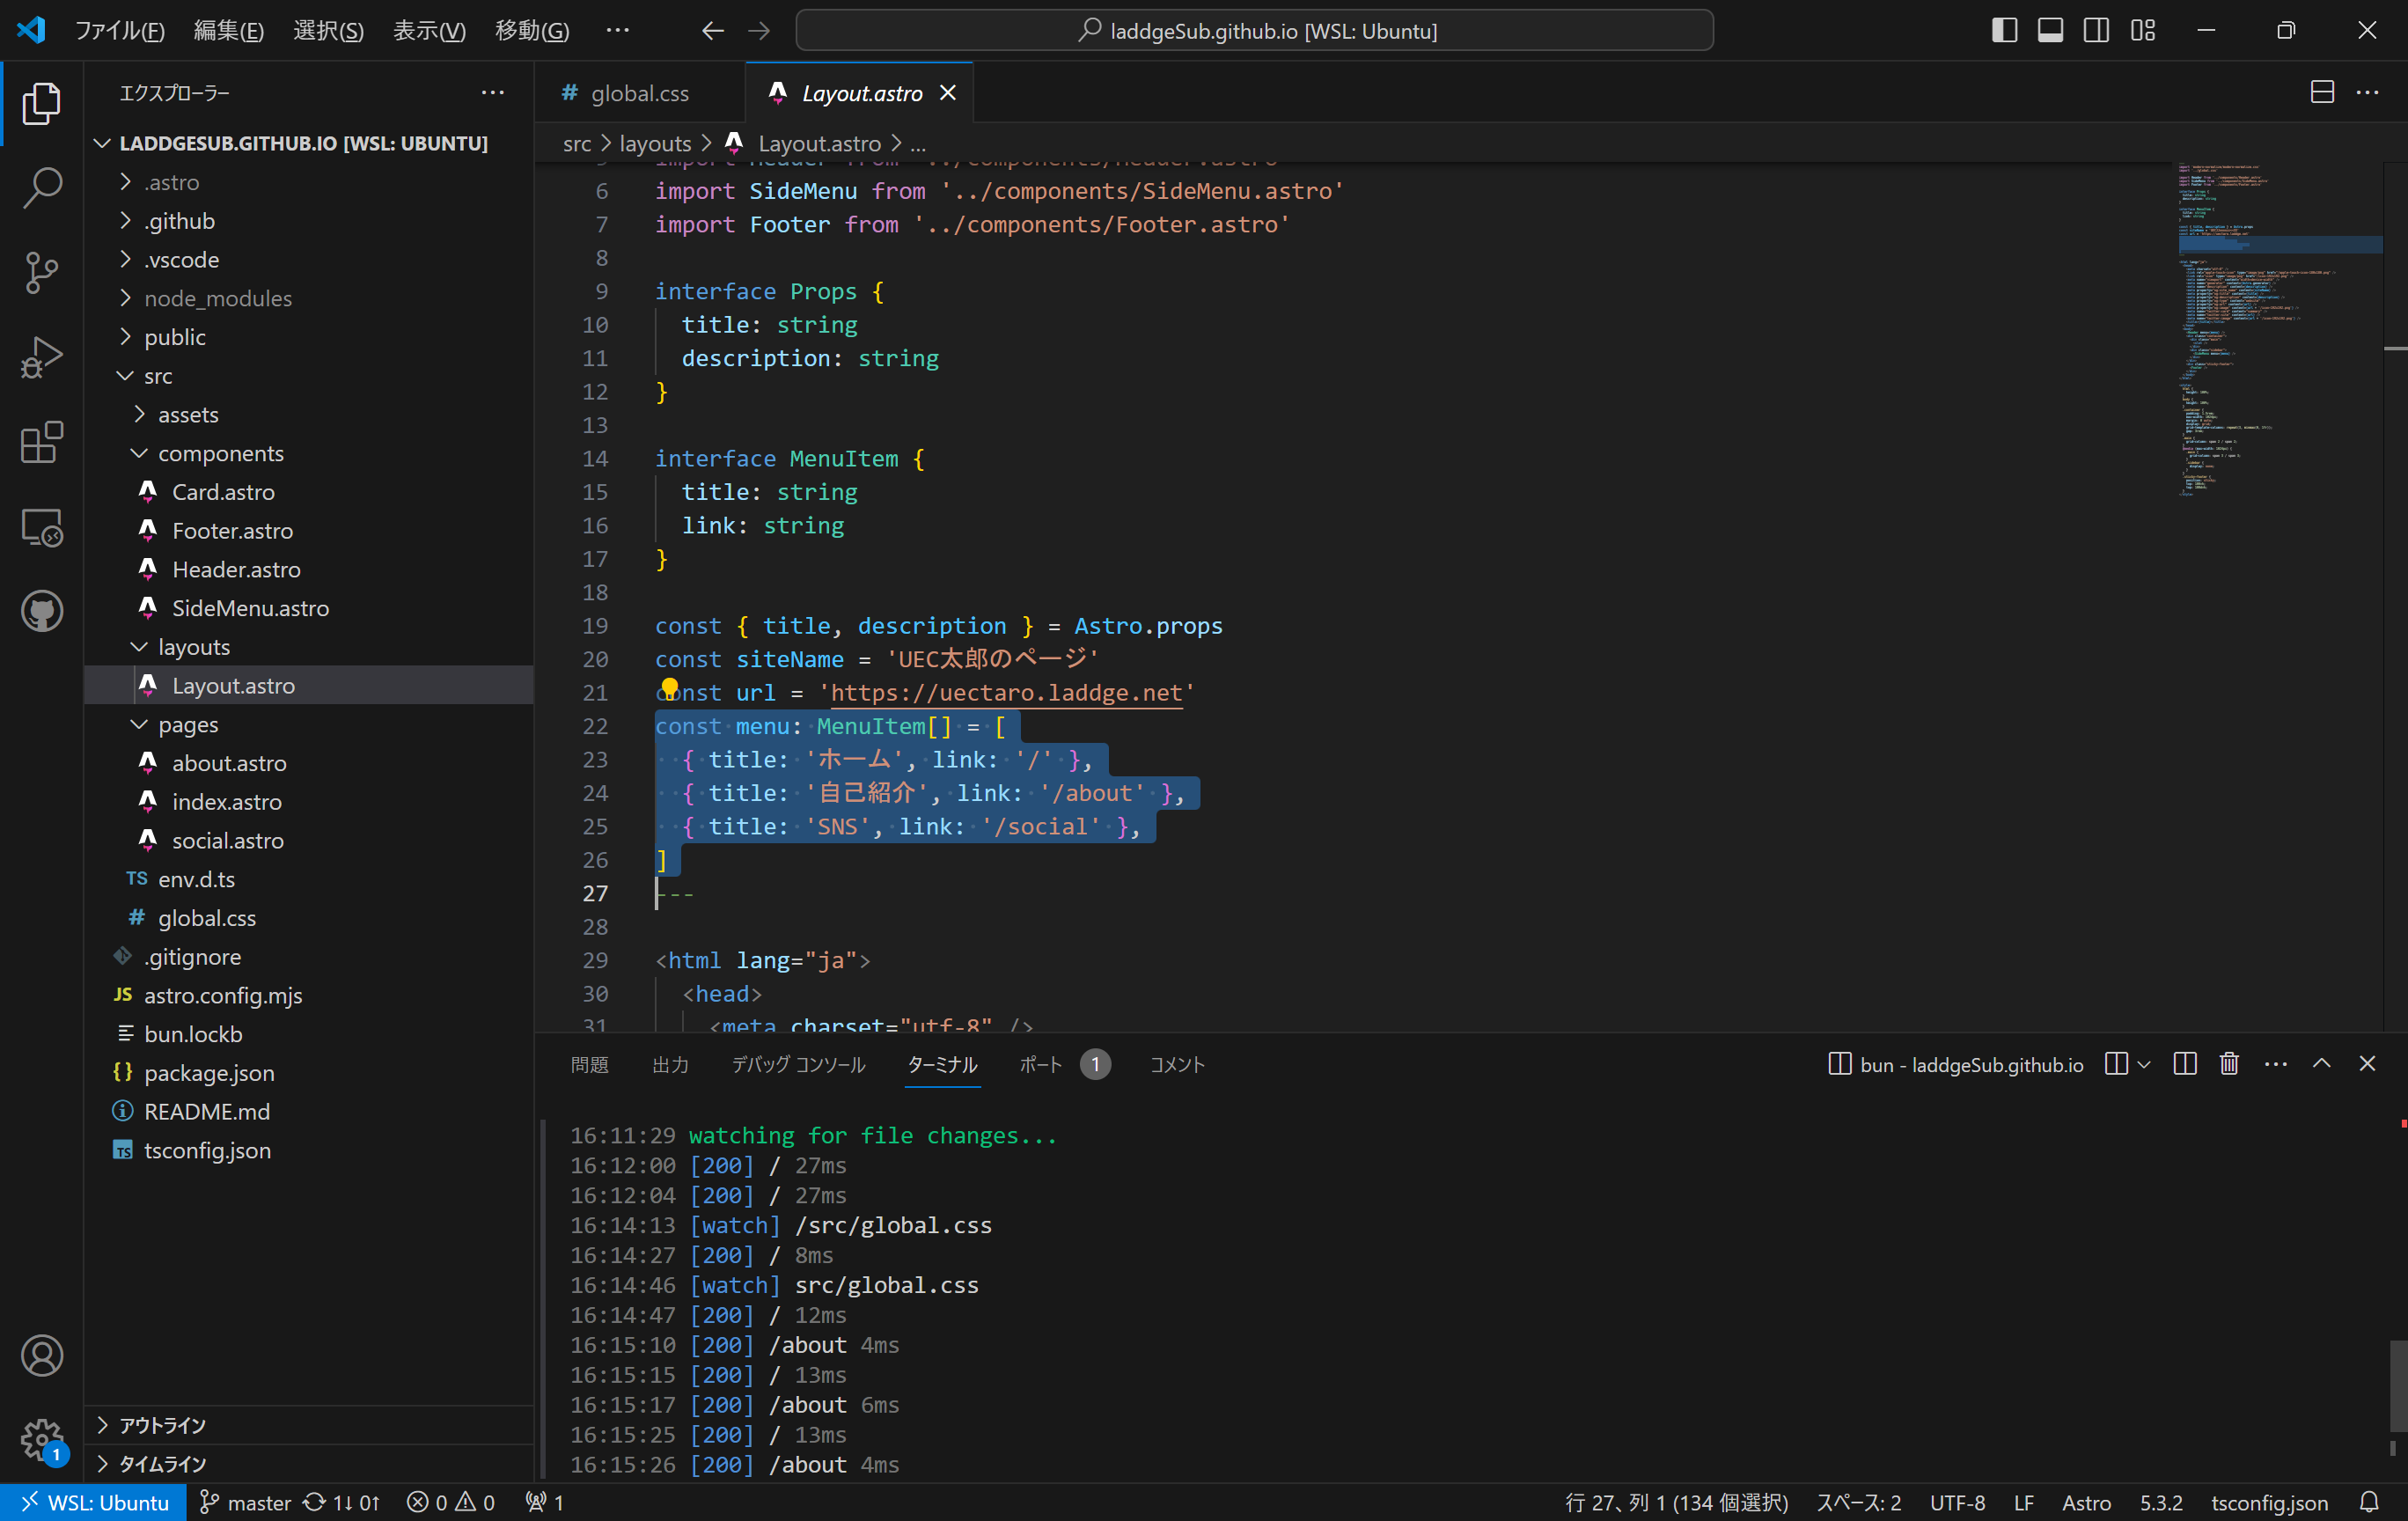 ファイル(F) 編集(E) 選択(S) 表示(V) 移動(G) ··· laddgeSub.github.io [WSL: Ubuntu]
エクスプローラー ···
LADDGESUB.GITHUB.IO [WSL: UBUNTU]
.astro
.github
.vscode
node_modules
public
src
assets
components
Card.astro
Footer.astro
Header.astro
SideMenu.astro
layouts
Layout.astro
pages
about.astro
index.astro
social.astro
TS env.d.ts
# global.css
.gitignore
JS astro.config.mjs
bun.lockb
{} package.json
README.md
TS tsconfig.json
アウトライン
タイムライン
1
# global.css Layout.astro
src > layouts > Layout.astro > ...
import Header from '../components/Header.astro'
6 import SideMenu from '../components/SideMenu.astro'
7 import Footer from '../components/Footer.astro'
8
9 interface Props {
10 title: string
11 description: string
12 }
13
14 interface MenuItem {
15 title: string
16 link: string
17 }
18
19 const { title, description } = Astro.props
20 const siteName = 'UEC太郎のページ'
21 const url = 'https://uectaro.laddge.net'
22 const menu: MenuItem[] = [
23 { title: 'ホーム', link: '/' },
24 { title: '自己紹介', link: '/about' },
25 { title: 'SNS', link: '/social' },
26 ]
27 ---
28
29 <html lang="ja">
30 <head>
31 <meta charset="utf-8" />
問題 出力 デバッグ コンソール ターミナル ポート 1 コメント bun - laddgeSub.github.io
16:11:29 watching for file changes...
16:12:00 [200] / 27ms
16:12:04 [200] / 27ms
16:14:13 [watch] /src/global.css
16:14:27 [200] / 8ms
16:14:46 [watch] src/global.css
16:14:47 [200] / 12ms
16:15:10 [200] /about 4ms
16:15:15 [200] / 13ms
16:15:17 [200] /about 6ms
16:15:25 [200] / 13ms
16:15:26 [200] /about 4ms
WSL: Ubuntu master 1↓ 0↑ 0 0 1 行 27、列 1 (134 個選択) スペース: 2 UTF-8 LF Astro 5.3.2 tsconfig.json